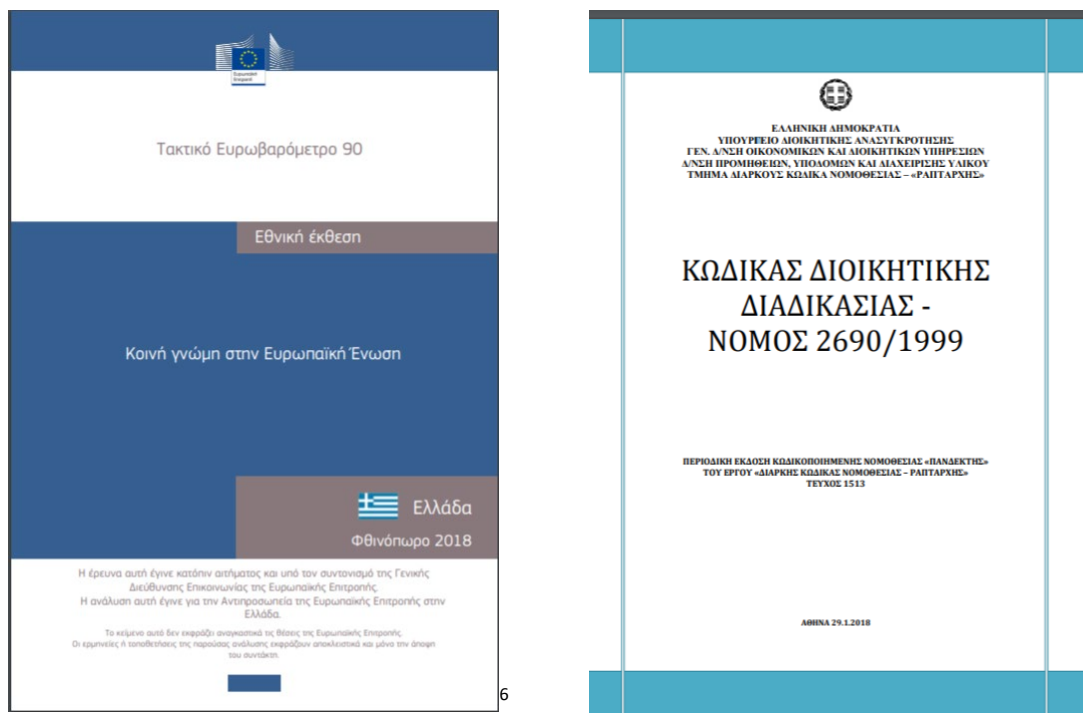 Ευρωπαϊκή
Επιτροπή
Τακτικό Ευρωβαρόμετρο 90
Εθνική έκθεση
Κοινή γνώμη στην Ευρωπαϊκή Ένωση
Ελλάδα
Φθινόπωρο 2018
Η έρευνα αυτή έγινε κατόπιν αιτήματος και υπό τον συντονισμό της Γενικής
Διεύθυνσης Επικοινωνίας της Ευρωπαϊκής Επιτροπής.
Η ανάλυση αυτή έγινε για την Αντιπροσωπεία της Ευρωπαϊκής Επιτροπής στην
Ελλάδα.
Το κείμενο αυτό δεν εκφράζει αναγκαστικά τις θέσεις της Ευρωπαϊκής Επιτροπής.
Οι ερμηνείες ή τοποθετήσεις της παρούσας ανάλυσης εκφράζουν αποκλειστικά και μόνο την άποψη
του συντάκτη.
6
ΕΛΛΗΝΙΚΗ ΔΗΜΟΚΡΑΤΙΑ
ΥΠΟΥΡΓΕΙΟ ΔΙΟΙΚΗΤΙΚΗΣ ΑΝΑΣΥΓΚΡΟΤΗΣΗΣ
ΓΕΝ. Δ/ΝΣΗ ΟΙΚΟΝΟΜΙΚΩΝ ΚΑΙ ΔΙΟΙΚΗΤΙΚΩΝ ΥΠΗΡΕΣΙΩΝ
Δ/ΝΣΗ ΠΡΟΜΗΘΕΙΩΝ, ΥΠΟΔΟΜΩΝ ΚΑΙ ΔΙΑΧΕΙΡΙΣΗΣ ΥΛΙΚΟΥ
ΤΜΗΜΑ ΔΙΑΡΚΟΥΣ ΚΩΔΙΚΑ ΝΟΜΟΘΕΣΙΑΣ – «ΡΑΠΤΑΡΧΗΣ»
ΚΩΔΙΚΑΣ ΔΙΟΙΚΗΤΙΚΗΣ
ΔΙΑΔΙΚΑΣΙΑΣ -
ΝΟΜΟΣ 2690/1999
ΠΕΡΙΟΔΙΚΗ ΕΚΔΟΣΗ ΚΩΔΙΚΟΠΟΙΗΜΕΝΗΣ ΝΟΜΟΘΕΣΙΑΣ «ΠΑΝΔΕΚΤΗΣ»
ΤΟΥ ΕΡΓΟΥ «ΔΙΑΡΚΗΣ ΚΩΔΙΚΑΣ ΝΟΜΟΘΕΣΙΑΣ – ΡΑΠΤΑΡΧΗΣ»
ΤΕΥΧΟΣ 1513
ΑΘΗΝΑ 29.1.2018